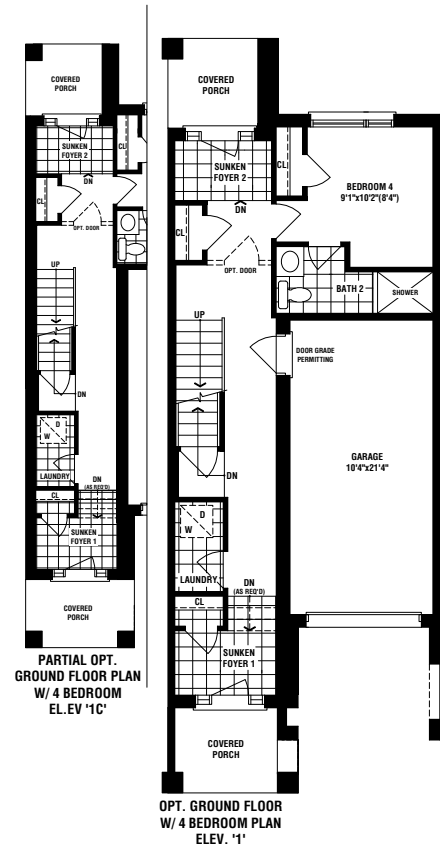 COVERED
PORCH
SUNKEN
FOYER 2
CL
DN
CL
OPT. DOOR
UP
DN
D
W
LAUNDRY
DN
(AS REQ'D)
CL
SUNKEN
FOYER 1
COVERED
PORCH
PARTIAL OPT.
GROUND FLOOR PLAN
W/ 4 BEDROOM
EL.EV '1C'
COVERED
PORCH
SUNKEN
FOYER 2
CL
BEDROOM 4
9'1"x10'2"(8'4")
DN
CL
OPT. DOOR
BATH 2
SHOWER
UP
DOOR GRADE
PERMITTING
GARAGE
10'4"x21'4"
DN
D
W
LAUNDRY
DN
(AS REQ'D)
CL
SUNKEN
FOYER 1
COVERED
PORCH
OPT. GROUND FLOOR
W/ 4 BEDROOM PLAN
ELEV. '1'